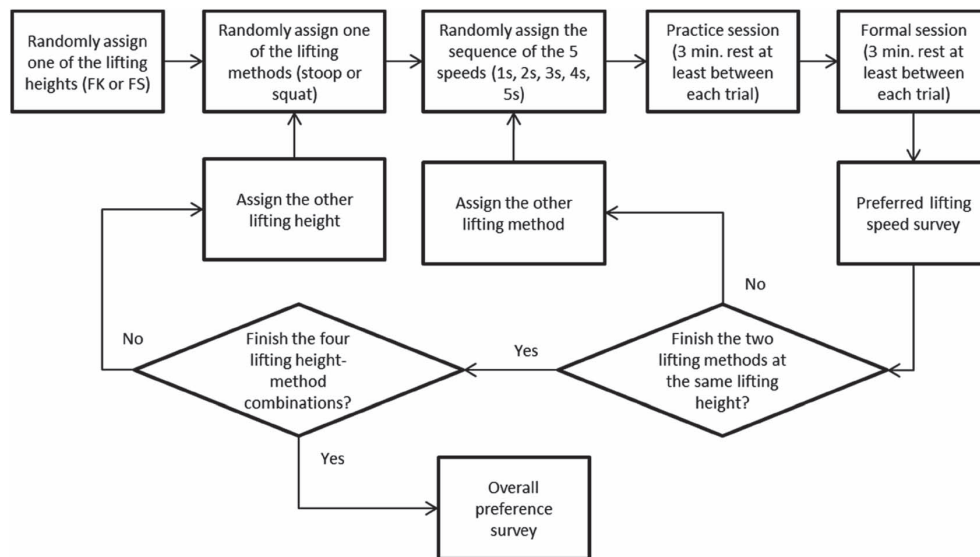 Randomly assign
one of the lifting
heights (FK or FS)
Randomly assign one
of the lifting
methods (stoop or
squat)
Randomly assign the
sequence of the 5
speeds (1s, 2s, 3s, 4s,
5s)
Practice session
(3 min. rest at
least between
each trial)
Formal session
(3 min. rest at
least between
each trial)
Assign the other
lifting height
Assign the other
lifting method
Preferred lifting
speed survey
No
No
Finish the four
lifting height-
method
combinations?
Yes
Finish the two
lifting methods at
the same lifting
height?
Yes
Overall
preference
survey